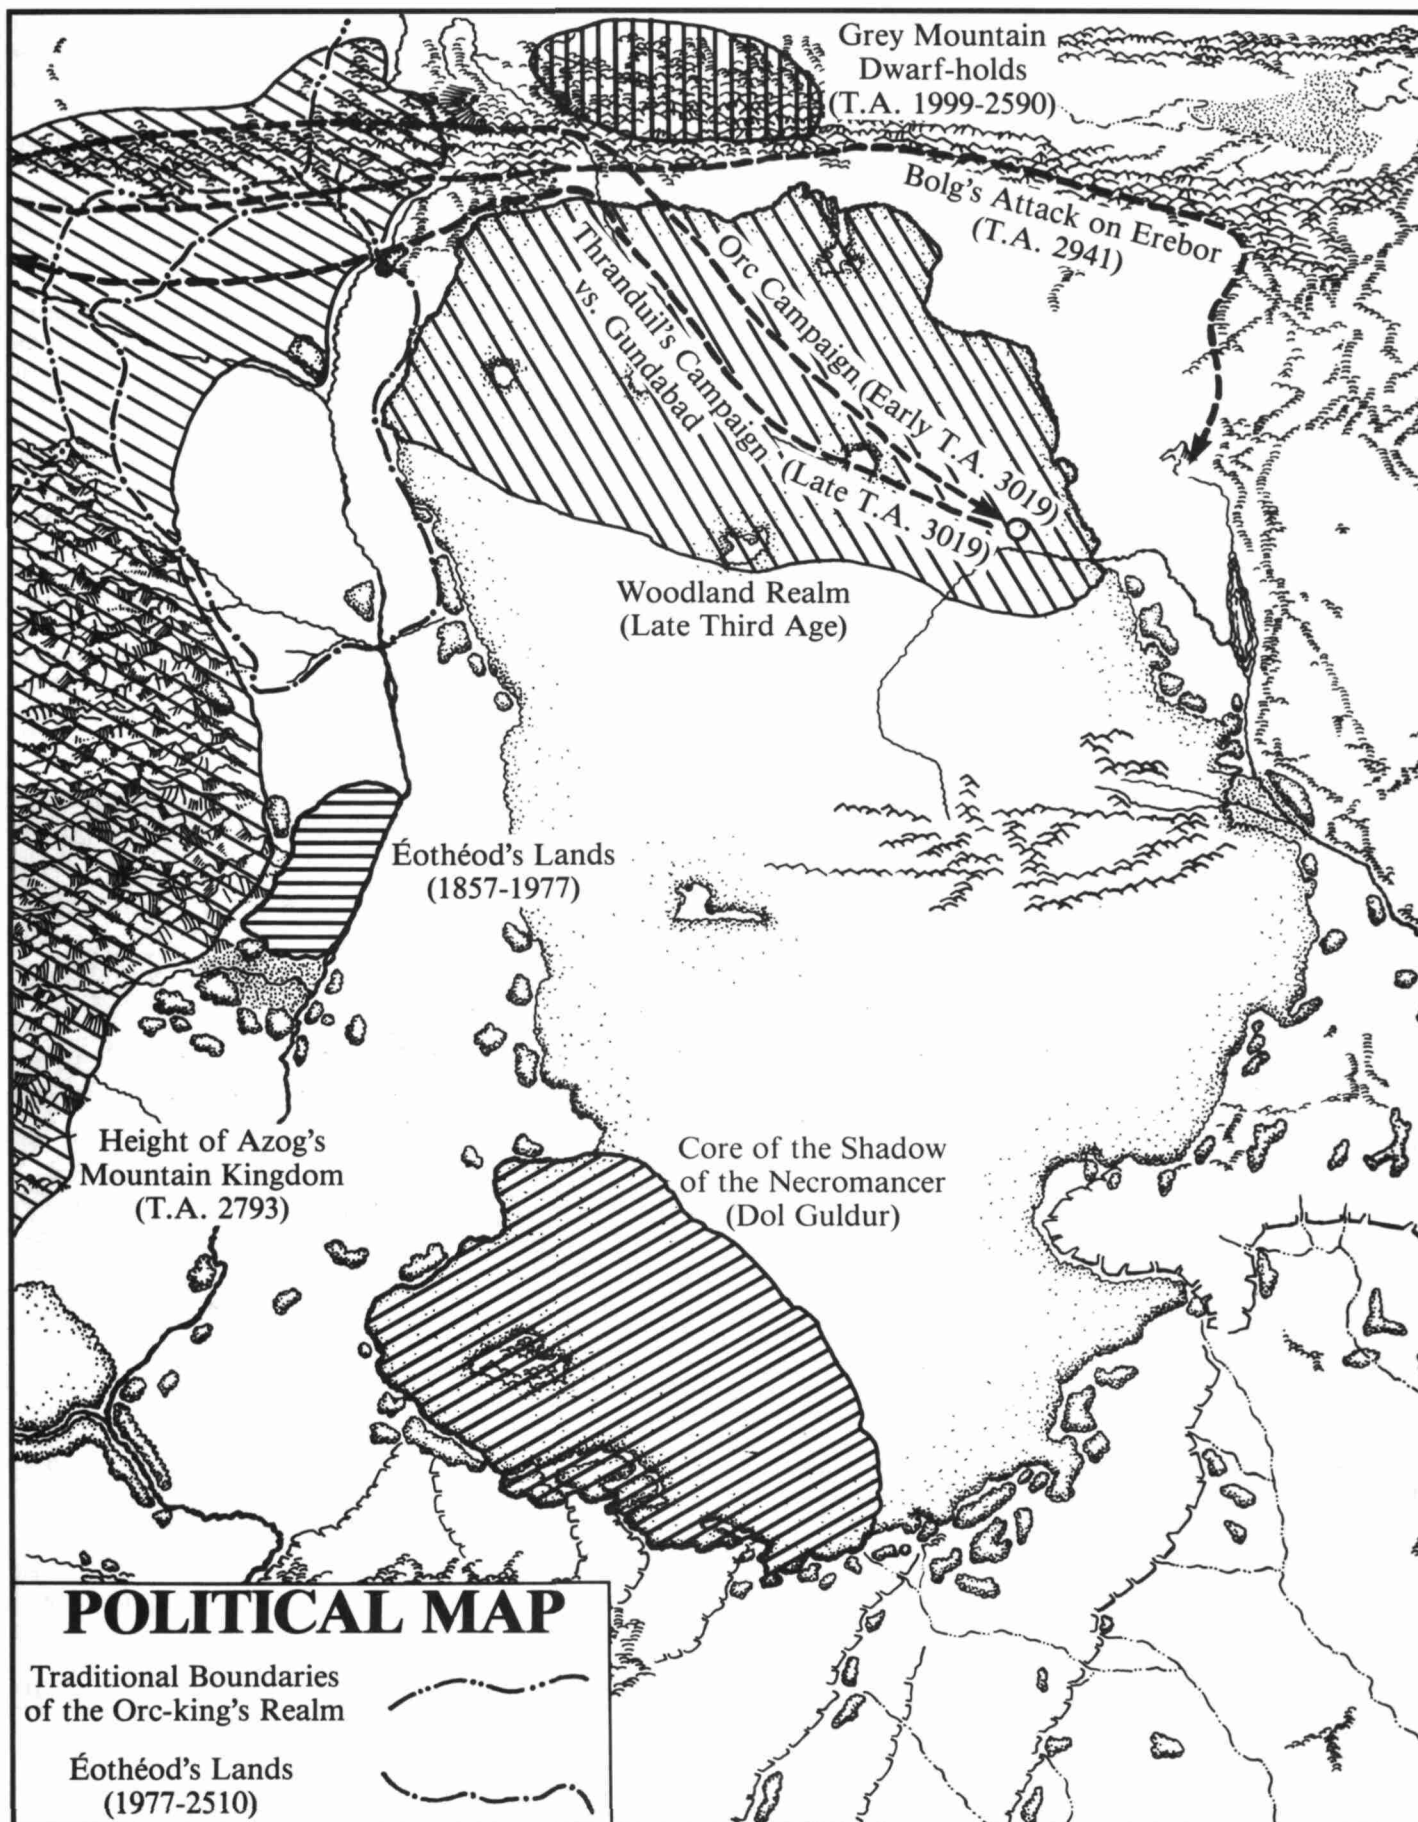 Grey Mountain
Dwarf-holds
(T.A. 1999-2590)
Bolg's Attack on Erebor
(T.A. 2941)
Orc Campaign (Early T.A. 3019)
Thranduil's Campaign (Late T.A. 3019)
vs. Gundabad
Woodland Realm
(Late Third Age)
Éothéod's Lands
(1857-1977)
Height of Azog's
Mountain Kingdom
(T.A. 2793)
Core of the Shadow
of the Necromancer
(Dol Guldur)
POLITICAL MAP
Traditional Boundaries
of the Orc-king's Realm
Éothéod's Lands
(1977-2510)